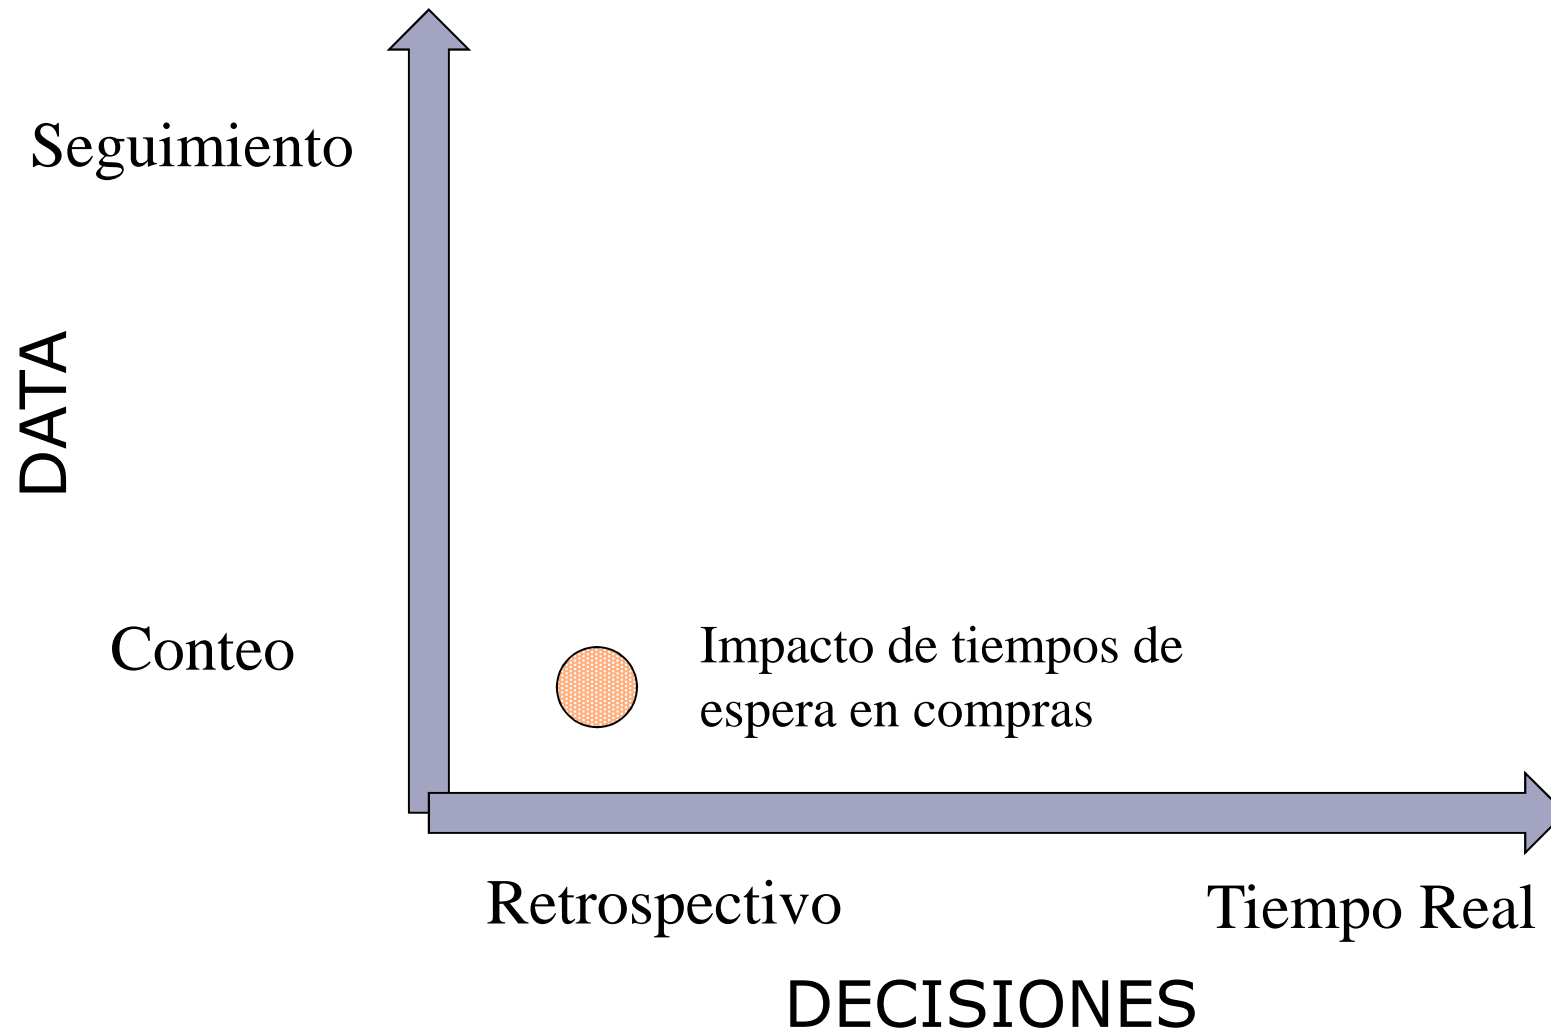 Seguimiento
DATA
Conteo
Impacto de tiempos de
espera en compras
Retrospectivo
Tiempo Real
DECISIONES